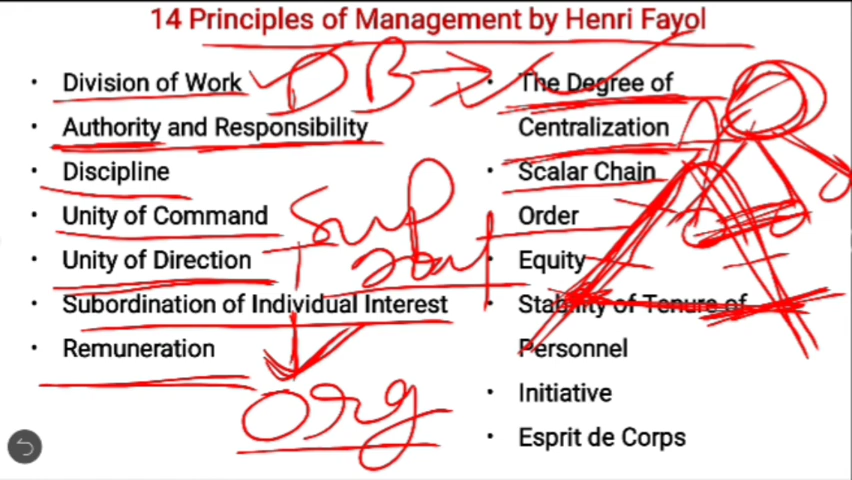 14 Principles of Management by Henri Fayol
• Division of Work
• Authority and Responsibility
• Discipline
• Unity of Command
• Unity of Direction
• Subordination of Individual Interest
• Remuneration
DB
org
• The Degree of
Centralization
• Scalar Chain
• Order
• Equity
• Stability of Tenure of
Personnel
• Initiative
• Esprit de Corps